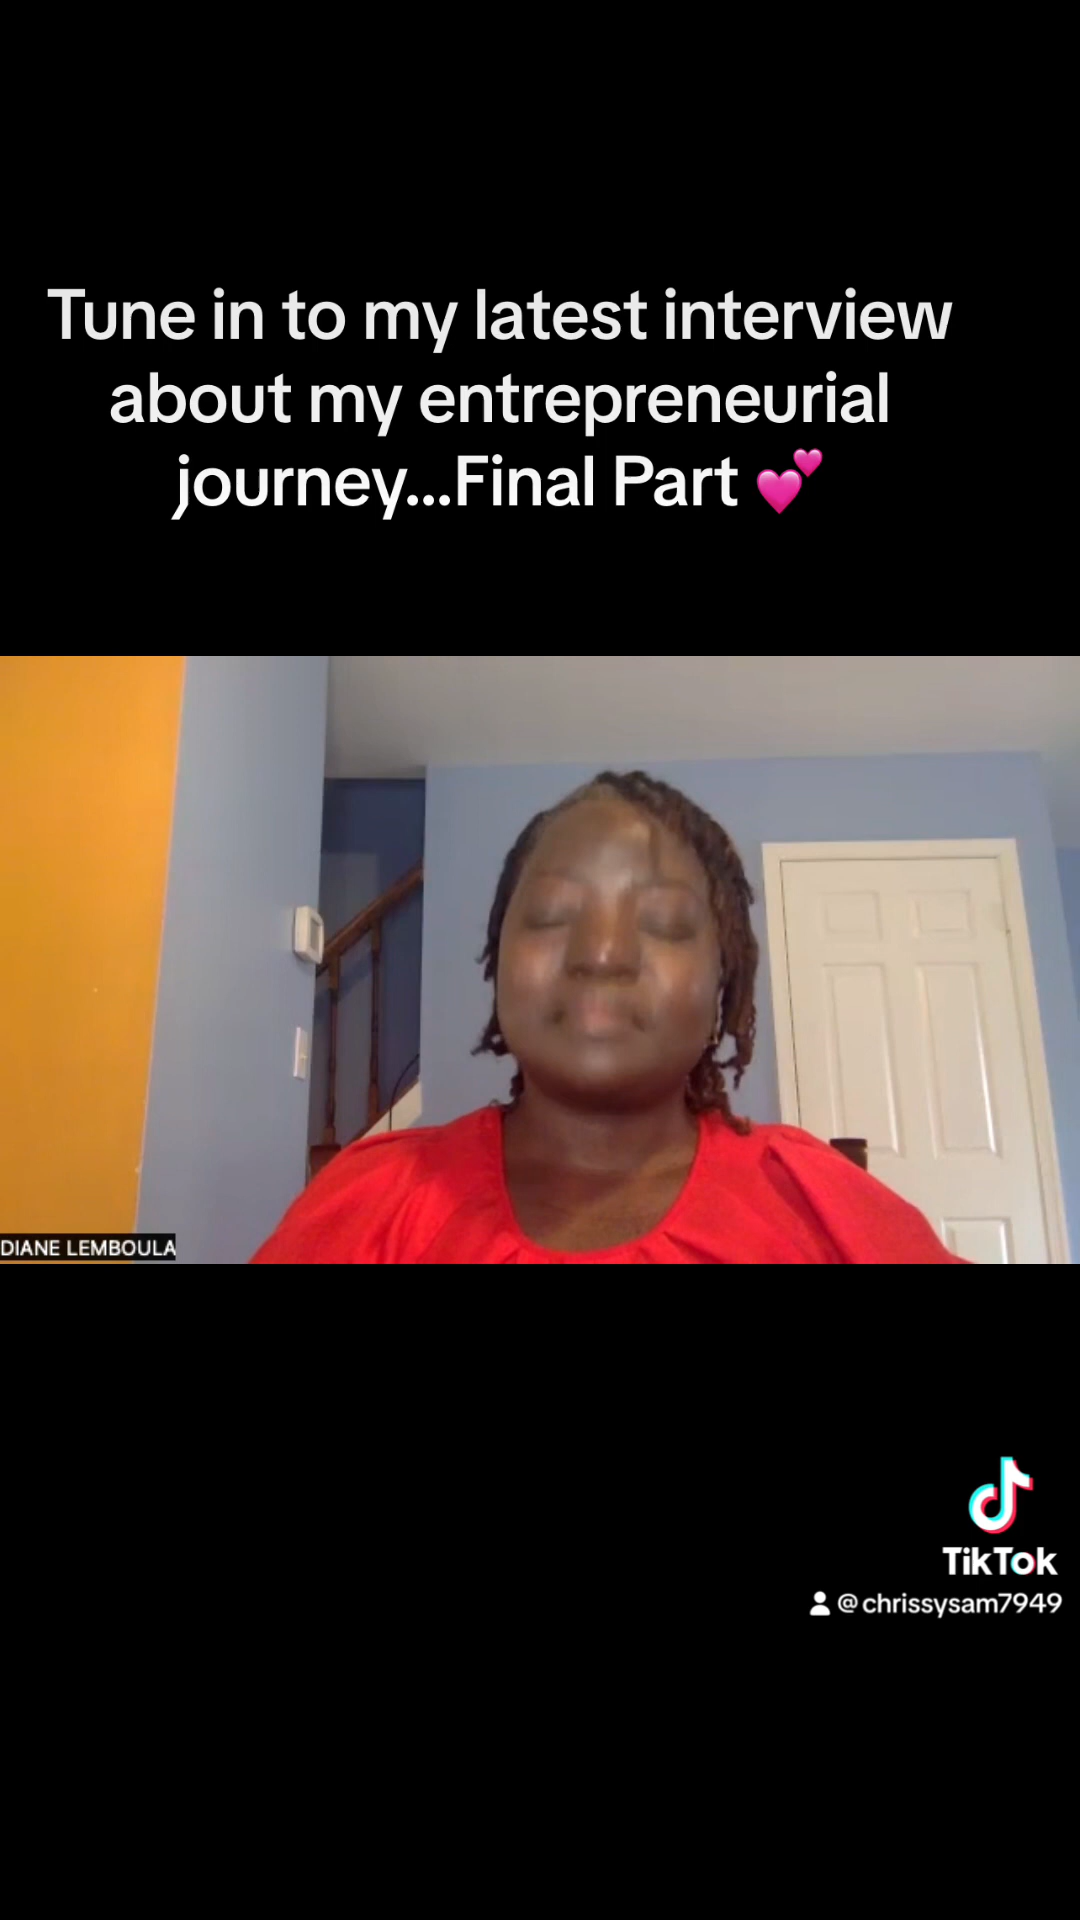 Tune in to my latest interview
about my entrepreneurial
journey...Final Part 💕
DIANE LEMBOULA
TikTok
@chrissysam7949